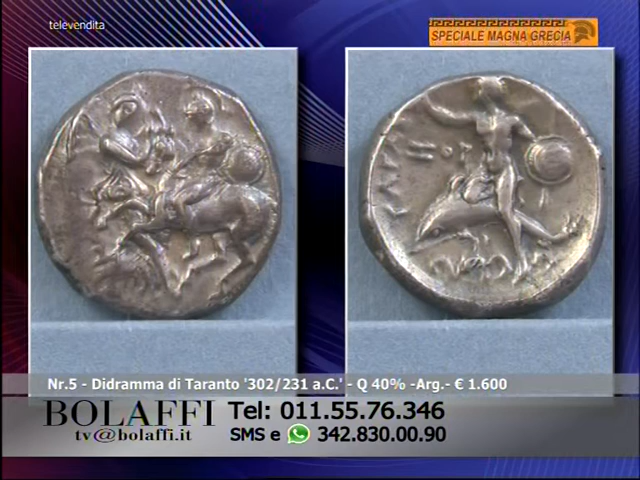 televendita
SPECIALE MAGNA GRECIA
Nr.5 - Didramma di Taranto '302/231 a.C.' - Q 40% -Arg.- € 1.600
BOLAFFI
tv@bolaffi.it
Tel: 011.55.76.346
SMS e 342.830.00.90